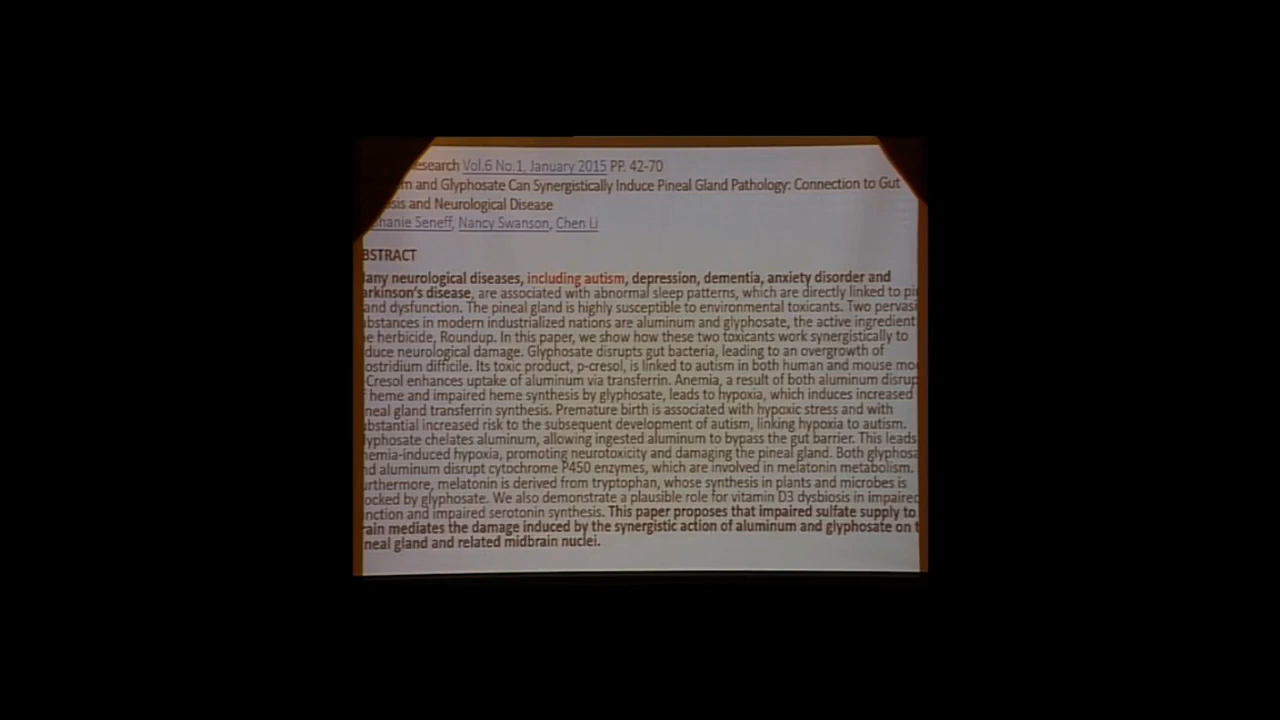 search Vol.6 No.1, January 2015 PP. 42-70
m and Glyphosate Can Synergistically Induce Pineal Gland Pathology: Connection to Gut
sis and Neurological Disease
hanie Seneff, Nancy Swanson, Chen Li
BSTRACT
any neurological diseases, including autism, depression, dementia, anxiety disorder and
arkinson's disease, are associated with abnormal sleep patterns, which are directly linked to pi
and dysfunction. The pineal gland is highly susceptible to environmental toxicants. Two pervasi
bstances in modern industrialized nations are aluminum and glyphosate, the active ingredient
e herbicide, Roundup. In this paper, we show how these two toxicants work synergistically to
duce neurological damage. Glyphosate disrupts gut bacteria, leading to an overgrowth of
ostridium difficile. Its toxic product, p-cresol, is linked to autism in both human and mouse mo
-Cresol enhances uptake of aluminum via transferrin. Anemia, a result of both aluminum disrup
f heme and impaired heme synthesis by glyphosate, leads to hypoxia, which induces increased
neal gland transferrin synthesis. Premature birth is associated with hypoxic stress and with
bstantial increased risk to the subsequent development of autism, linking hypoxia to autism.
lyphosate chelates aluminum, allowing ingested aluminum to bypass the gut barrier. This leads
nemia-induced hypoxia, promoting neurotoxicity and damaging the pineal gland. Both glyphosa
nd aluminum disrupt cytochrome P450 enzymes, which are involved in melatonin metabolism.
urthermore, melatonin is derived from tryptophan, whose synthesis in plants and microbes is
ocked by glyphosate. We also demonstrate a plausible role for vitamin D3 dysbiosis in impaired
nction and impaired serotonin synthesis. This paper proposes that impaired sulfate supply to
rain mediates the damage induced by the synergistic action of aluminum and glyphosate on t
neal gland and related midbrain nuclei.